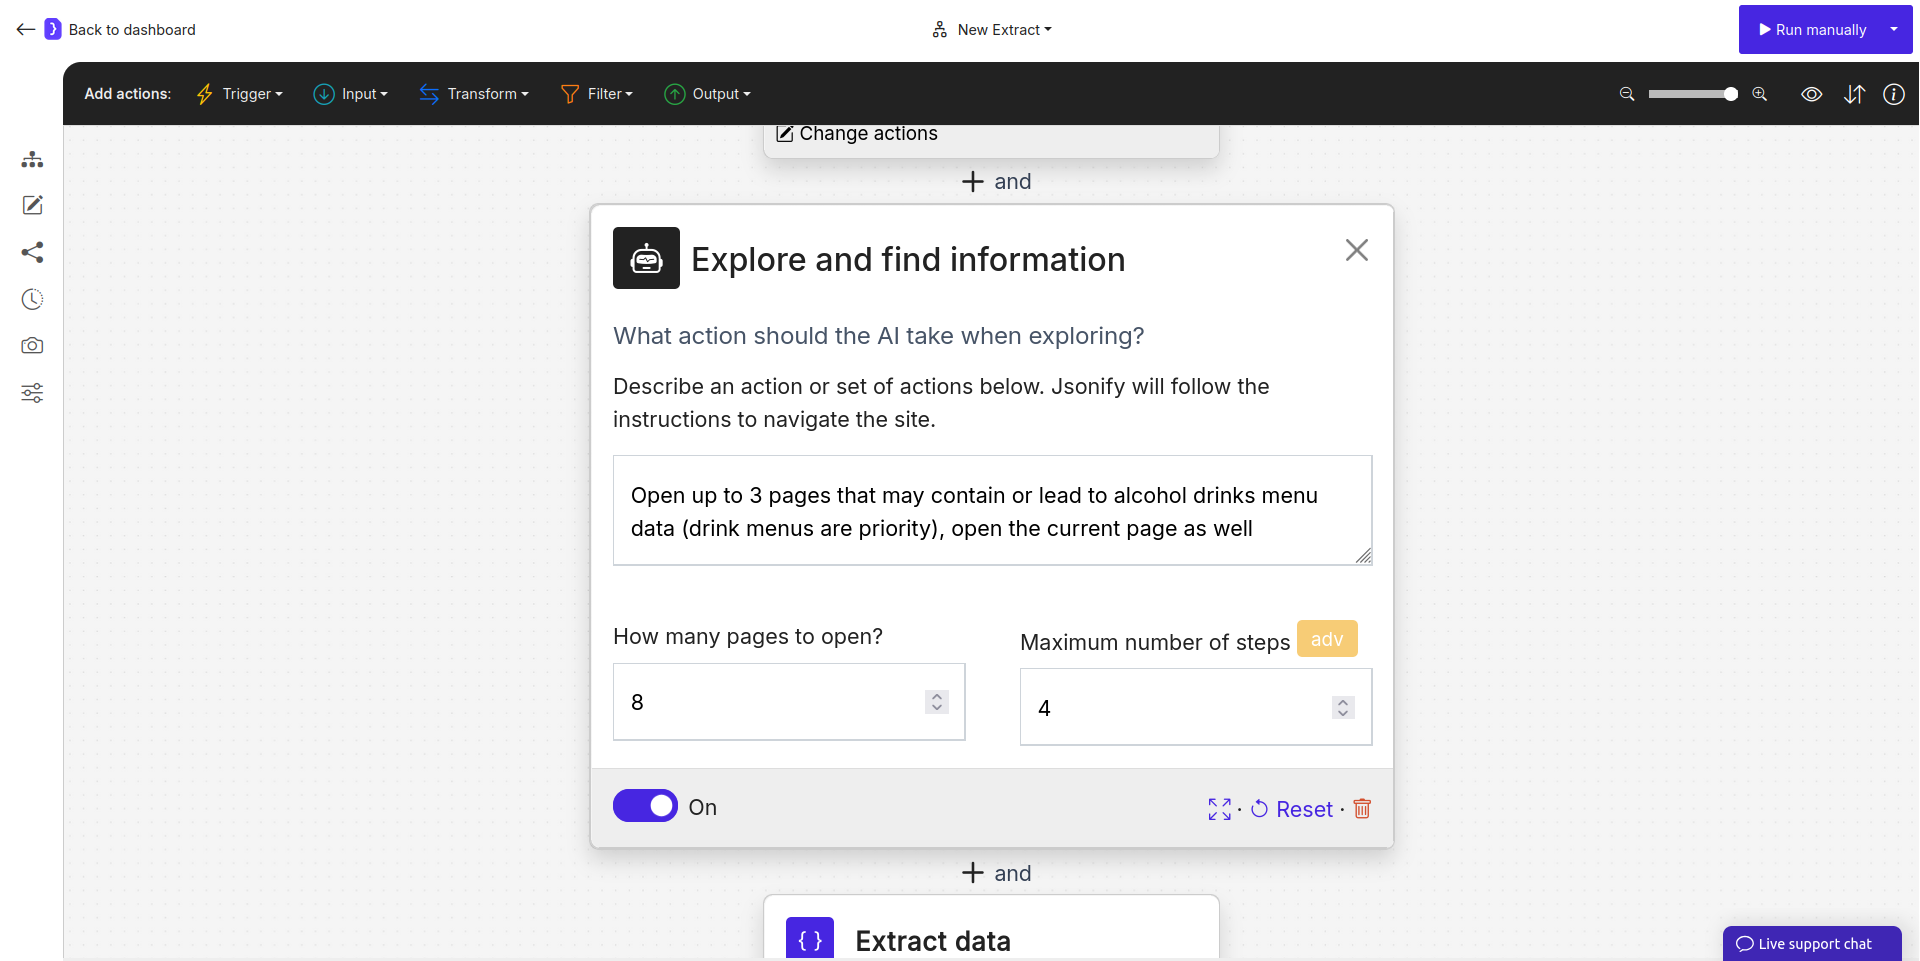 Back to dashboard
New Extract
Run manually
Add actions:
Trigger
Input
Transform
Filter
Output
Change actions
and
Explore and find information
What action should the AI take when exploring?
Describe an action or set of actions below. Jsonify will follow the
instructions to navigate the site.
Open up to 3 pages that may contain or lead to alcohol drinks menu
data (drink menus are priority), open the current page as well
How many pages to open?
Maximum number of steps adv
8
4
On
· Reset ·
and
{ } Extract data
Live support chat